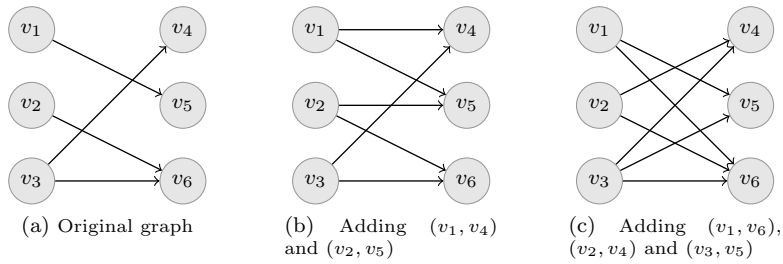 v1 v4 v1 v4 v1 v4
v2 v5 v2 v5 v2 v5
v3 v6 v3 v6 v3 v6
(a) Original graph
(b) Adding (v1, v4)
and (v2, v5)
(c) Adding (v1, v6),
(v2, v4) and (v3, v5)